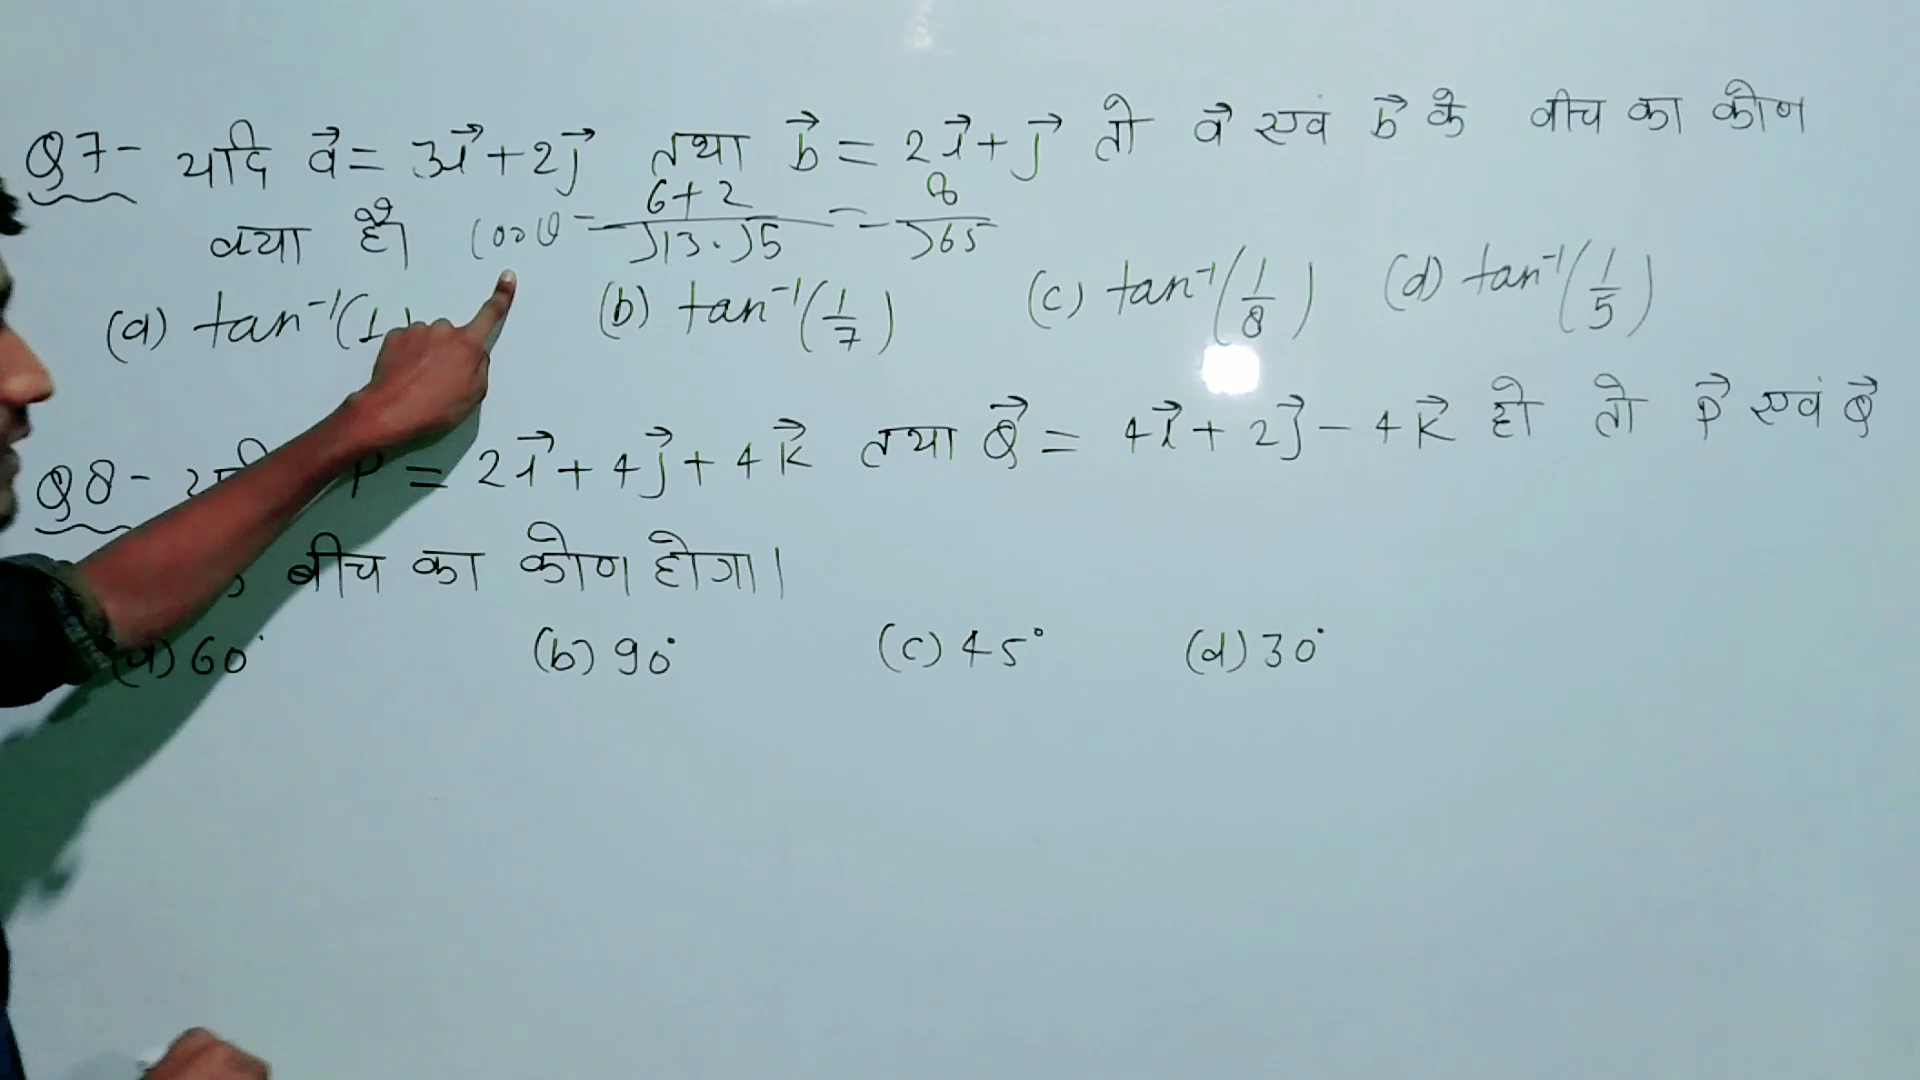 Q7- यदि a⃗ = 3i⃗ + 2j⃗ तथा b⃗ = 2i⃗ + j⃗ तो a⃗ एवं b⃗ के बीच का कोण
क्या है। cosθ = 6+2/√13.√5 = 8/√65
(a) tan⁻¹(1 (b) tan⁻¹(1/7) (c) tan⁻¹(1/8) (d) tan⁻¹(1/5)
Q8- P = 2i⃗ + 4j⃗ + 4k⃗ तथा Q⃗ = 4i⃗ + 2j⃗ - 4k⃗ हो तो P⃗ एवं Q⃗
बीच का कोण होगा।
(a) 60° (b) 90° (c) 45° (d) 30°